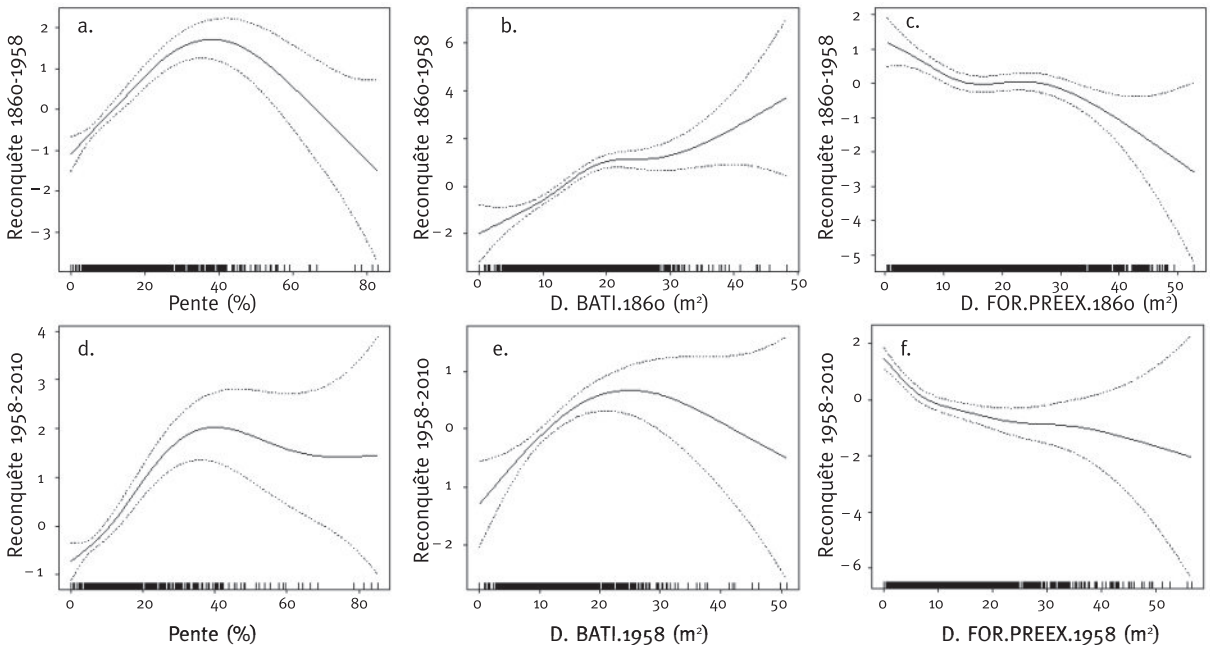 a.
Reconquête 1860-1958
2
1
0
−1
−2
−3
0 20 40 60 80
Pente (%)
b.
6
4
2
0
−2
0 10 20 30 40 50
D. BATI.1860 (m²)
c.
Reconquête 1860-1958
2
1
0
−1
−2
−3
−4
−5
0 10 20 30 40 50
D. FOR.PREEX.1860 (m²)
d.
Reconquête 1958-2010
4
3
2
1
0
−1
0 20 40 60 80
Pente (%)
e.
Reconquête 1958-2010
1
0
1
−2
0 10 20 30 40 50
D. BATI.1958 (m²)
f.
Reconquête 1958-2010
2
0
−2
−4
−6
0 10 20 30 40 50
D. FOR.PREEX.1958 (m²)
Reconquête 1860-1958